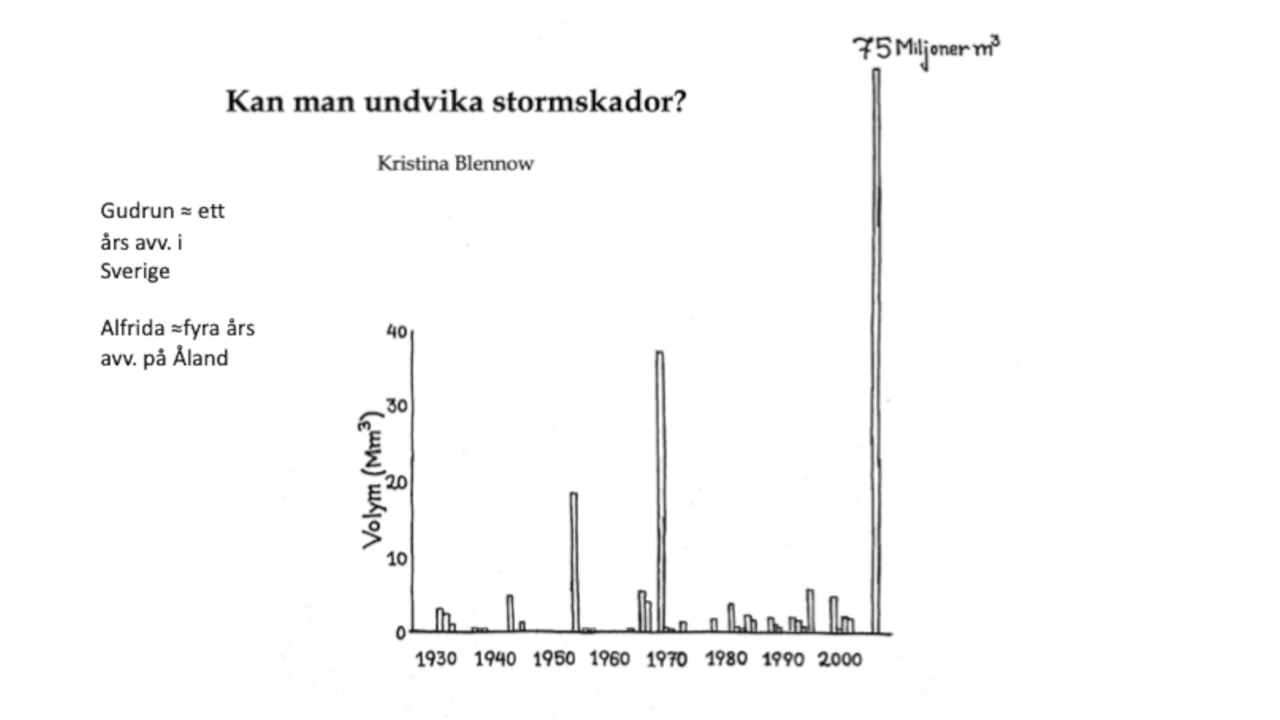 75 Miljoner m³
Kan man undvika stormskador?
Kristina Blennow
Gudrun ≈ ett
års avv. i
Sverige
Alfrida ≈fyra års
avv. på Åland
40
30
20
10
0
Volym (Mm³)
1930 1940 1950 1960 1970 1980 1990 2000